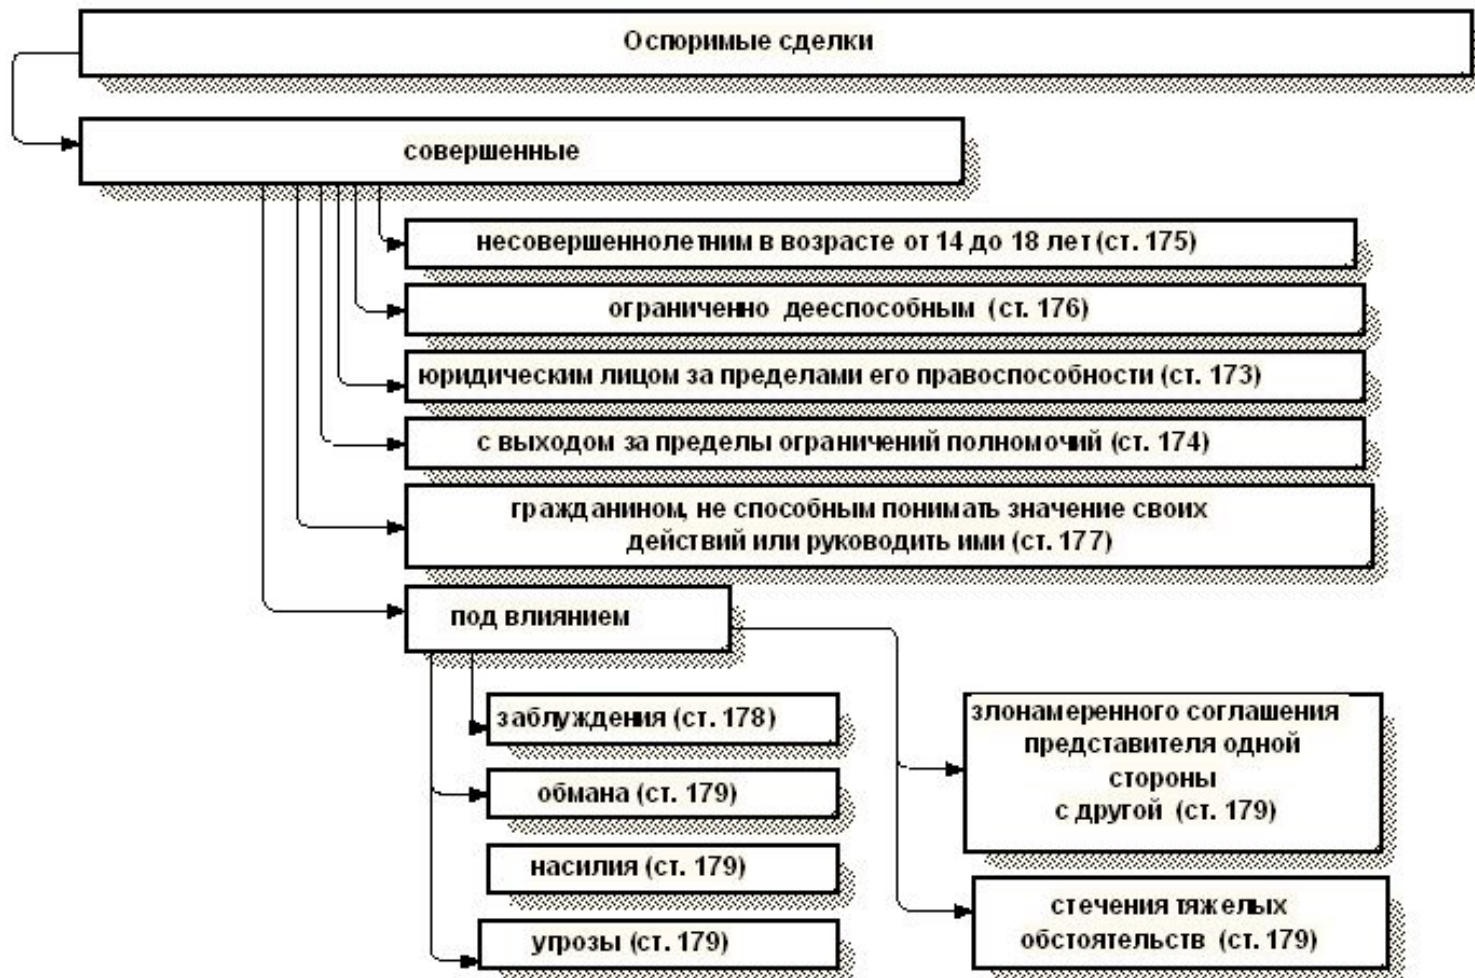 Оспоримые сделки
совершенные
несовершеннолетним в возрасте от 14 до 18 лет (ст. 175)
ограниченно дееспособным (ст. 176)
юридическим лицом за пределами его правоспособности (ст. 173)
с выходом за пределы ограничений полномочий (ст. 174)
гражданином, не способным понимать значение своих
действий или руководить ими (ст. 177)
под влиянием
заблуждения (ст. 178)
обмана (ст. 179)
насилия (ст. 179)
угрозы (ст. 179)
злонамеренного соглашения
представителя одной
стороны
с другой (ст. 179)
стечения тяжелых
обстоятельств (ст. 179)